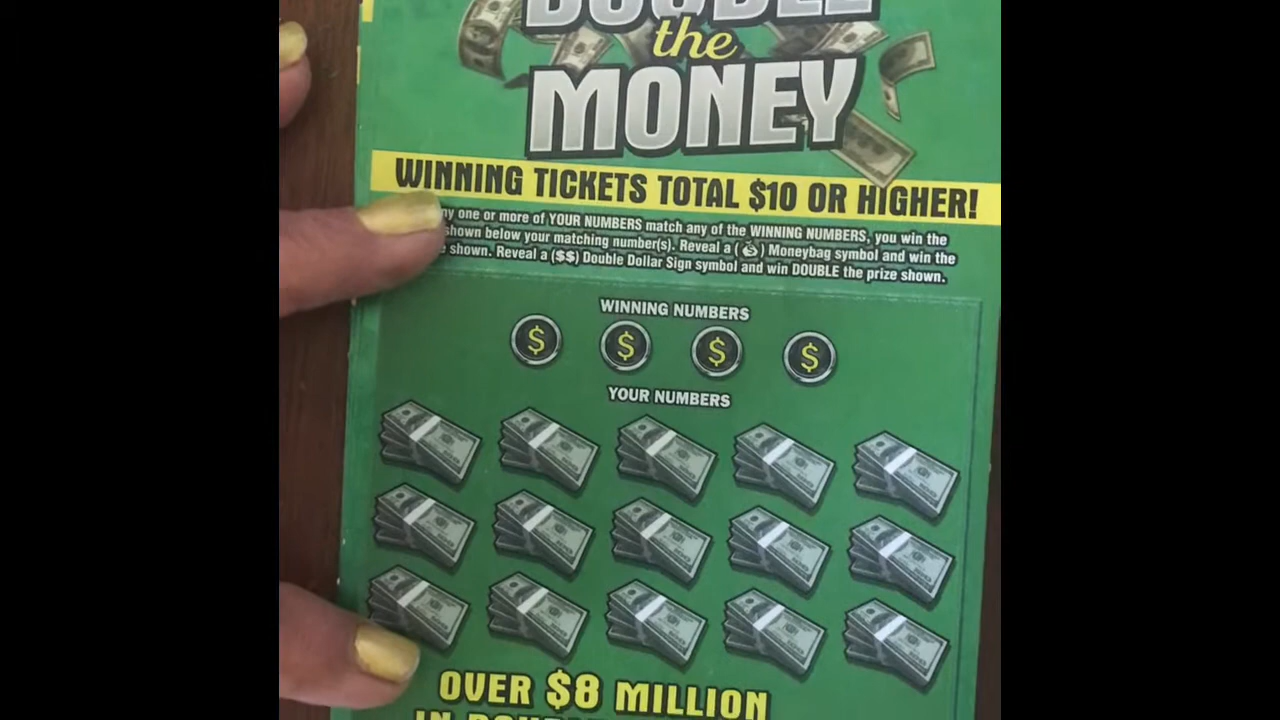 DOUBLE
the
MONEY
WINNING TICKETS TOTAL $10 OR HIGHER!
ny one or more of YOUR NUMBERS match any of the WINNING NUMBERS, you win the
shown below your matching number(s). Reveal a ( ) Moneybag symbol and win the
shown. Reveal a ($$) Double Dollar Sign symbol and win DOUBLE the prize shown.
WINNING NUMBERS
$ $ $ $
YOUR NUMBERS
OVER $8 MILLION
IN